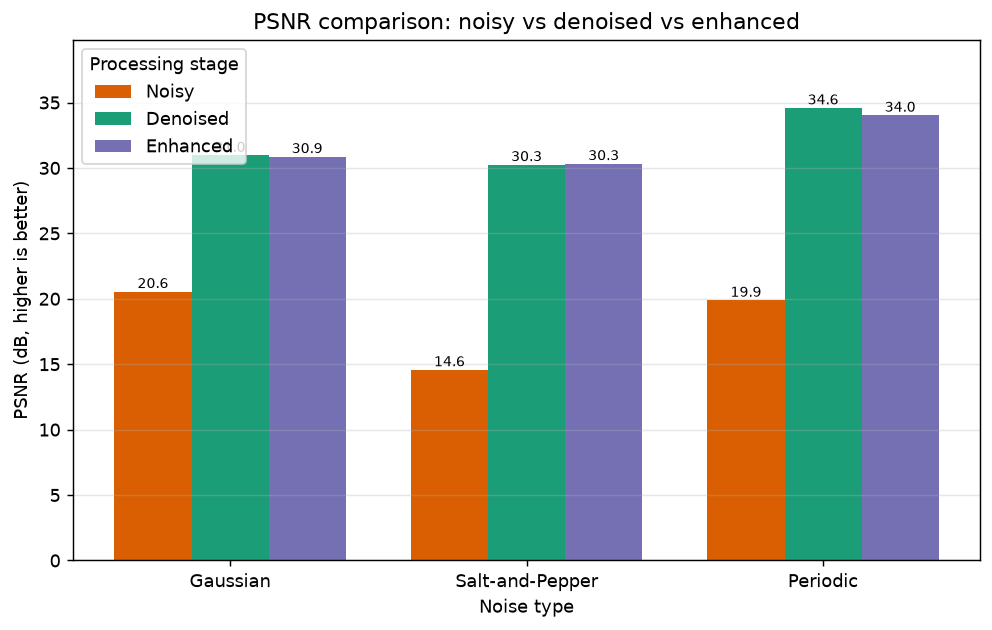 PSNR comparison: noisy vs denoised vs enhanced
Processing stage
Noisy
Denoised
Enhanced
PSNR (dB, higher is better)
35
30
25
20
15
10
5
0
20.6
30.9
14.6
30.3
30.3
19.9
34.6
34.0
Gaussian
Salt-and-Pepper
Periodic
Noise type